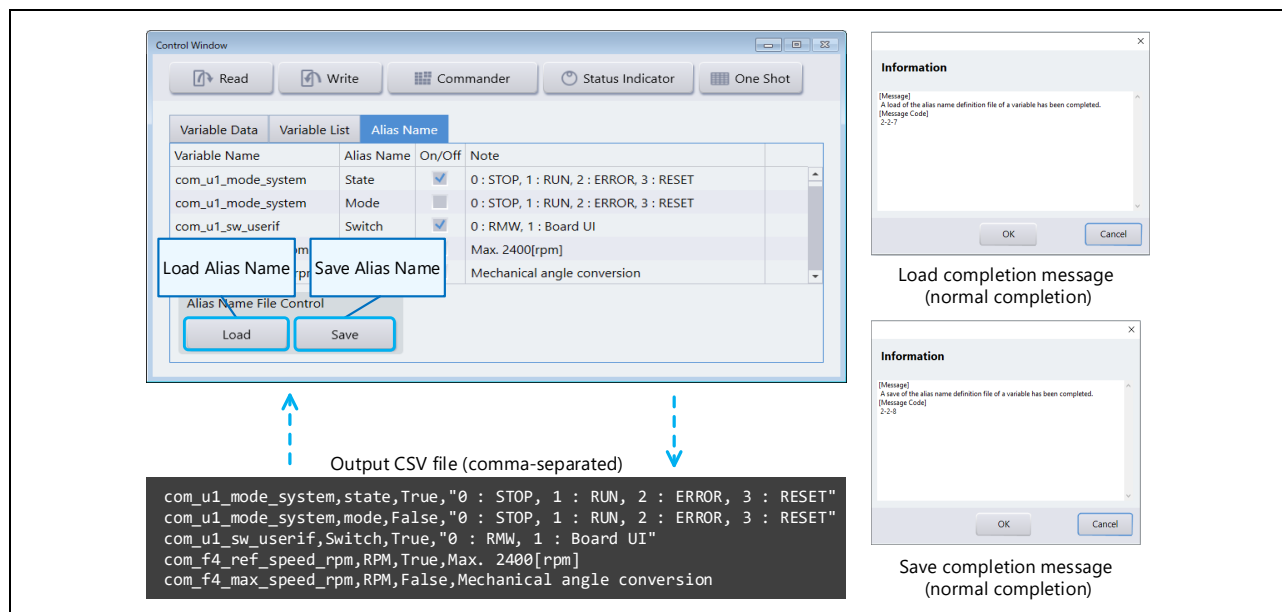 Control Window
Read Write Commander Status Indicator One Shot
Variable Data Variable List Alias Name
Variable Name Alias Name On/Off Note
com_u1_mode_system State 0 : STOP, 1 : RUN, 2 : ERROR, 3 : RESET
com_u1_mode_system Mode 0 : STOP, 1 : RUN, 2 : ERROR, 3 : RESET
com_u1_sw_userif Switch 0 : RMW, 1 : Board UI
Max. 2400[rpm]
Mechanical angle conversion
Load Alias Name Save Alias Name
Alias Name File Control
Load Save
Output CSV file (comma-separated)
com_u1_mode_system,state,True,"0 : STOP, 1 : RUN, 2 : ERROR, 3 : RESET"
com_u1_mode_system,mode,False,"0 : STOP, 1 : RUN, 2 : ERROR, 3 : RESET"
com_u1_sw_userif,Switch,True,"0 : RMW, 1 : Board UI"
com_f4_ref_speed_rpm,RPM,True,Max. 2400[rpm]
com_f4_max_speed_rpm,RPM,False,Mechanical angle conversion
Information
[Message]
A load of the alias name definition file of a variable has been completed.
[Message Code]
2-2-7
OK Cancel
Load completion message
(normal completion)
Information
[Message]
A save of the alias name definition file of a variable has been completed.
[Message Code]
2-2-8
OK Cancel
Save completion message
(normal completion)